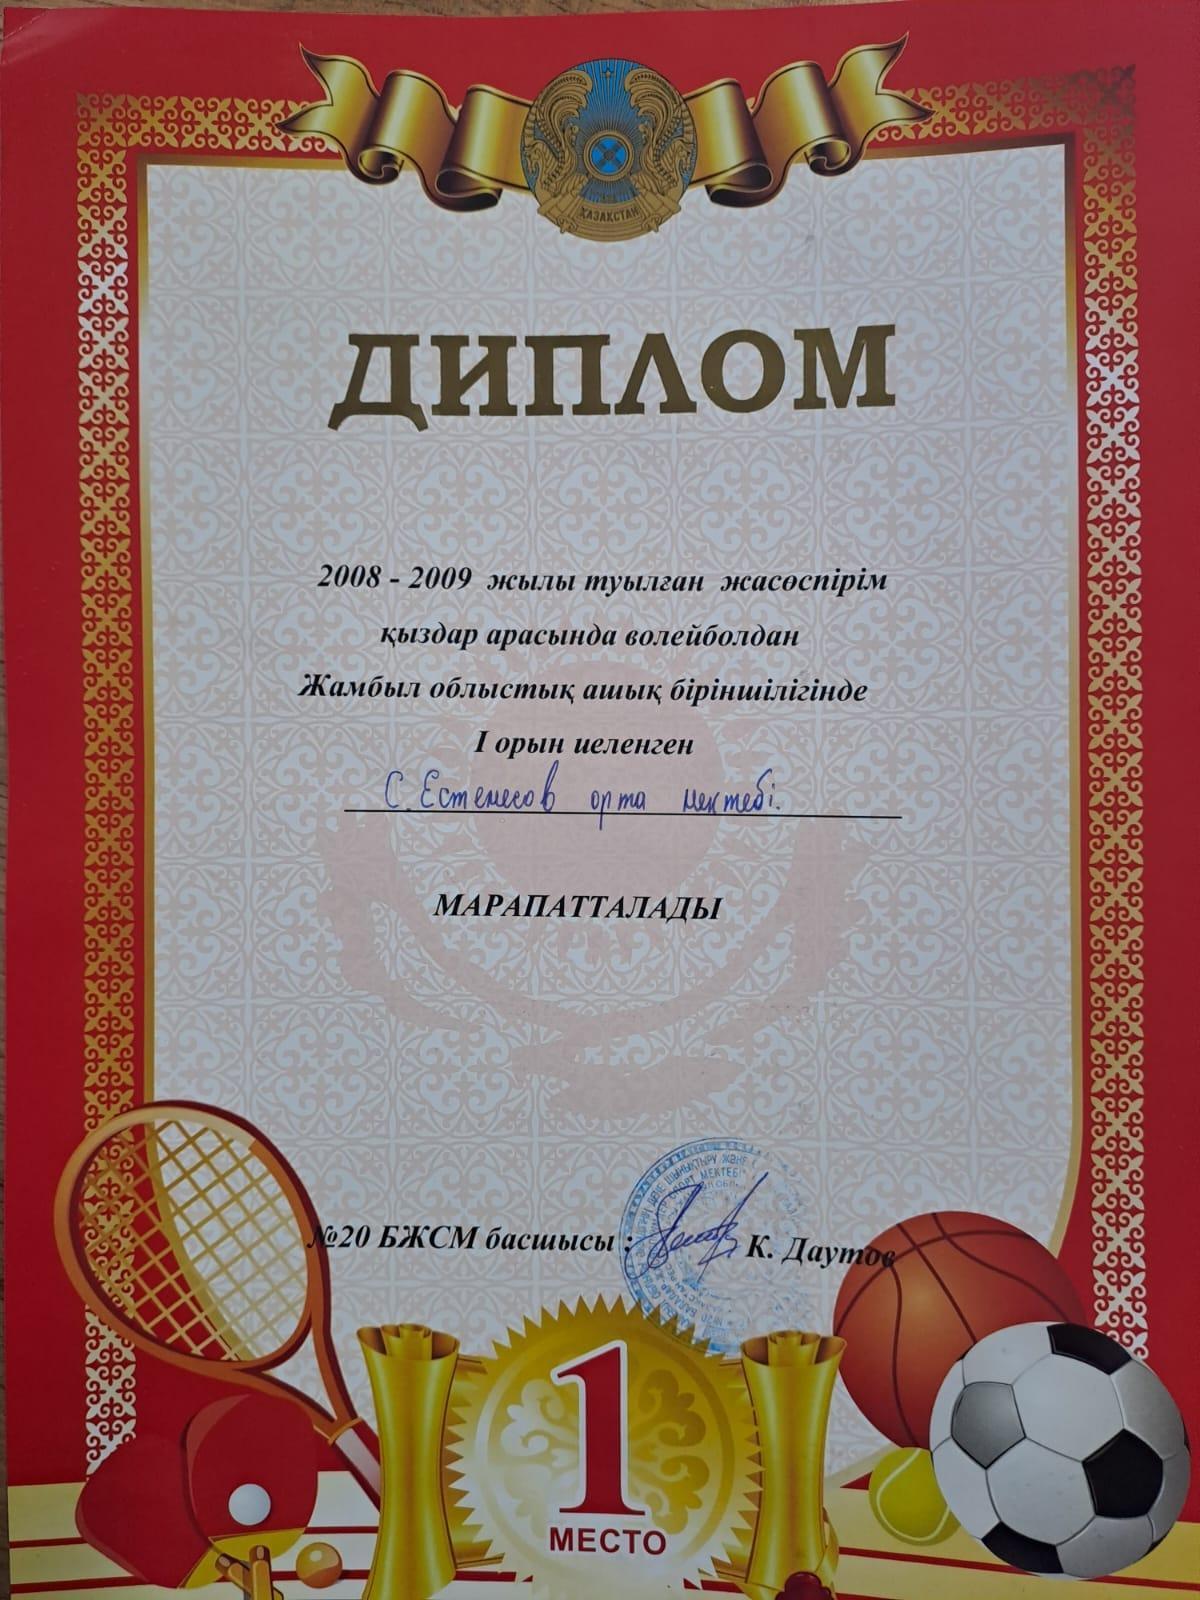 ҚАЗАҚСТАН
ДИПЛОМ
2008 - 2009 жылы туылған жасөспірім
қыздар арасында волейболдан
Жамбыл облыстық ашық біріншілігінде
I орын иеленген
С. Естемесов орта мектебі.
МАРАПАТТАЛАДЫ
№20 БЖСМ басшысы : К. Даутов
1
МЕСТО